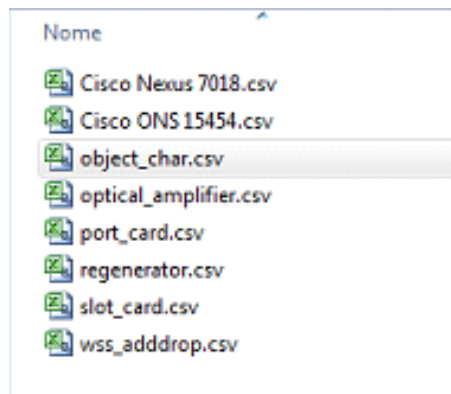 Nome
Cisco Nexus 7018.csv
Cisco ONS 15454.csv
object_char.csv
optical_amplifier.csv
port_card.csv
regenerator.csv
slot_card.csv
wss_adddrop.csv